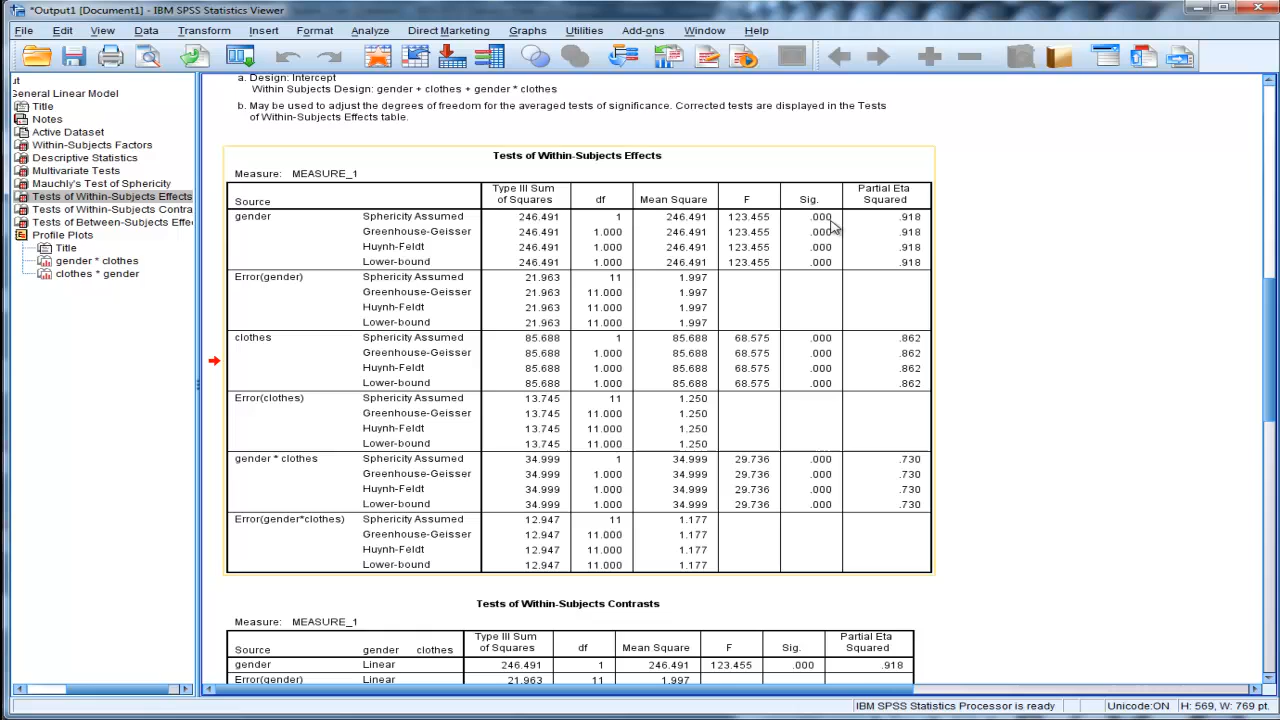 *Output1 [Document1] - IBM SPSS Statistics Viewer
File Edit View Data Transform Insert Format Analyze Direct Marketing Graphs Utilities Add-ons Window Help
ut
General Linear Model
Title
Notes
Active Dataset
Within-Subjects Factors
Descriptive Statistics
Multivariate Tests
Mauchly's Test of Sphericity
Tests of Within-Subjects Effects
Tests of Within-Subjects Contra
Tests of Between-Subjects Effe
Profile Plots
Title
gender * clothes
clothes * gender
a. Design: Intercept
Within Subjects Design: gender + clothes + gender * clothes
b. May be used to adjust the degrees of freedom for the averaged tests of significance. Corrected tests are displayed in the Tests
of Within-Subjects Effects table.
Tests of Within-Subjects Effects
Measure: MEASURE_1
Source Type III Sum of Squares df Mean Square F Sig. Partial Eta Squared
gender Sphericity Assumed 246.491 1 246.491 123.455 .000 .918
Greenhouse-Geisser 246.491 1.000 246.491 123.455 .000 .918
Huynh-Feldt 246.491 1.000 246.491 123.455 .000 .918
Lower-bound 246.491 1.000 246.491 123.455 .000 .918
Error(gender) Sphericity Assumed 21.963 11 1.997
Greenhouse-Geisser 21.963 11.000 1.997
Huynh-Feldt 21.963 11.000 1.997
Lower-bound 21.963 11.000 1.997
clothes Sphericity Assumed 85.688 1 85.688 68.575 .000 .862
Greenhouse-Geisser 85.688 1.000 85.688 68.575 .000 .862
Huynh-Feldt 85.688 1.000 85.688 68.575 .000 .862
Lower-bound 85.688 1.000 85.688 68.575 .000 .862
Error(clothes) Sphericity Assumed 13.745 11 1.250
Greenhouse-Geisser 13.745 11.000 1.250
Huynh-Feldt 13.745 11.000 1.250
Lower-bound 13.745 11.000 1.250
gender * clothes Sphericity Assumed 34.999 1 34.999 29.736 .000 .730
Greenhouse-Geisser 34.999 1.000 34.999 29.736 .000 .730
Huynh-Feldt 34.999 1.000 34.999 29.736 .000 .730
Lower-bound 34.999 1.000 34.999 29.736 .000 .730
Error(gender*clothes) Sphericity Assumed 12.947 11 1.177
Greenhouse-Geisser 12.947 11.000 1.177
Huynh-Feldt 12.947 11.000 1.177
Lower-bound 12.947 11.000 1.177
Tests of Within-Subjects Contrasts
Measure: MEASURE_1
Source gender clothes Type III Sum of Squares df Mean Square F Sig. Partial Eta Squared
gender Linear 246.491 1 246.491 123.455 .000 .918
Error(gender) Linear 21.963 11 1.997
IBM SPSS Statistics Processor is ready Unicode:ON H: 569, W: 769 pt.